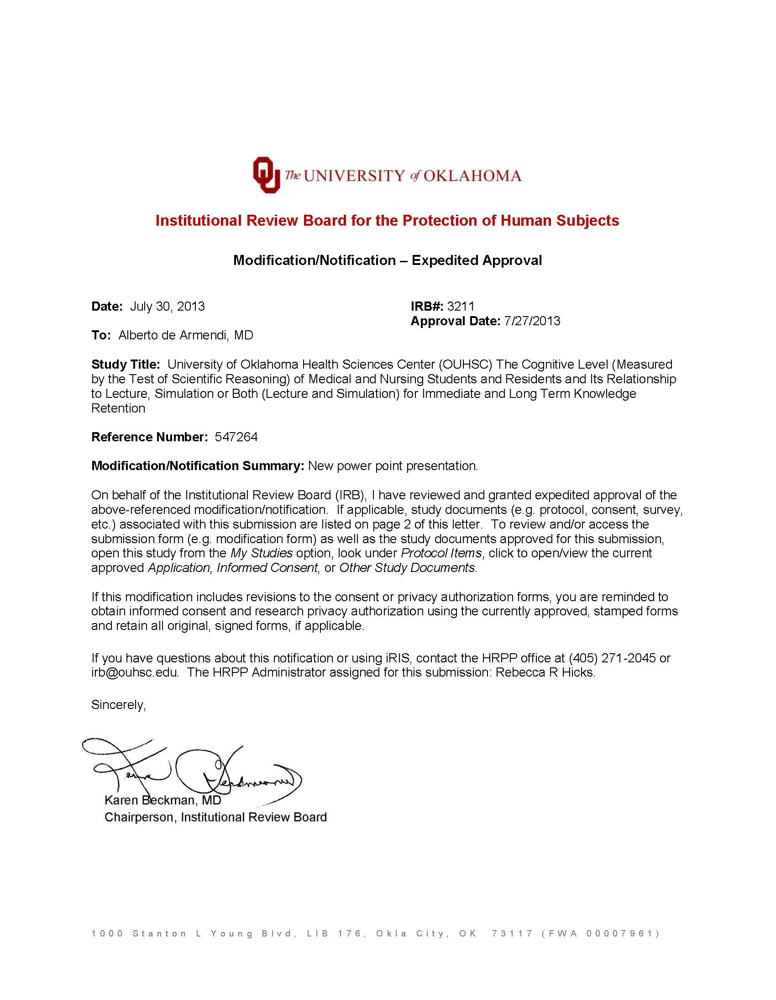 The UNIVERSITY of OKLAHOMA
Institutional Review Board for the Protection of Human Subjects
Modification/Notification – Expedited Approval
Date: July 30, 2013
IRB#: 3211
Approval Date: 7/27/2013
To: Alberto de Armendi, MD
Study Title: University of Oklahoma Health Sciences Center (OUHSC) The Cognitive Level (Measured
by the Test of Scientific Reasoning) of Medical and Nursing Students and Residents and Its Relationship
to Lecture, Simulation or Both (Lecture and Simulation) for Immediate and Long Term Knowledge
Retention
Reference Number: 547264
Modification/Notification Summary: New power point presentation.
On behalf of the Institutional Review Board (IRB), I have reviewed and granted expedited approval of the
above-referenced modification/notification. If applicable, study documents (e.g. protocol, consent, survey,
etc.) associated with this submission are listed on page 2 of this letter. To review and/or access the
submission form (e.g. modification form) as well as the study documents approved for this submission,
open this study from the My Studies option, look under Protocol Items, click to open/view the current
approved Application, Informed Consent, or Other Study Documents.
If this modification includes revisions to the consent or privacy authorization forms, you are reminded to
obtain informed consent and research privacy authorization using the currently approved, stamped forms
and retain all original, signed forms, if applicable.
If you have questions about this notification or using iRIS, contact the HRPP office at (405) 271-2045 or
irb@ouhsc.edu. The HRPP Administrator assigned for this submission: Rebecca R Hicks.
Sincerely,
Karen Beckman, MD
Chairperson, Institutional Review Board
1000 Stanton L Young Blvd, LIB 176, Okla City, OK 73117 (FWA 00007961)